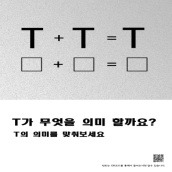 T + T = T
□ + □ = □
T가 무엇을 의미 할까요?
T의 의미를 맞춰보세요